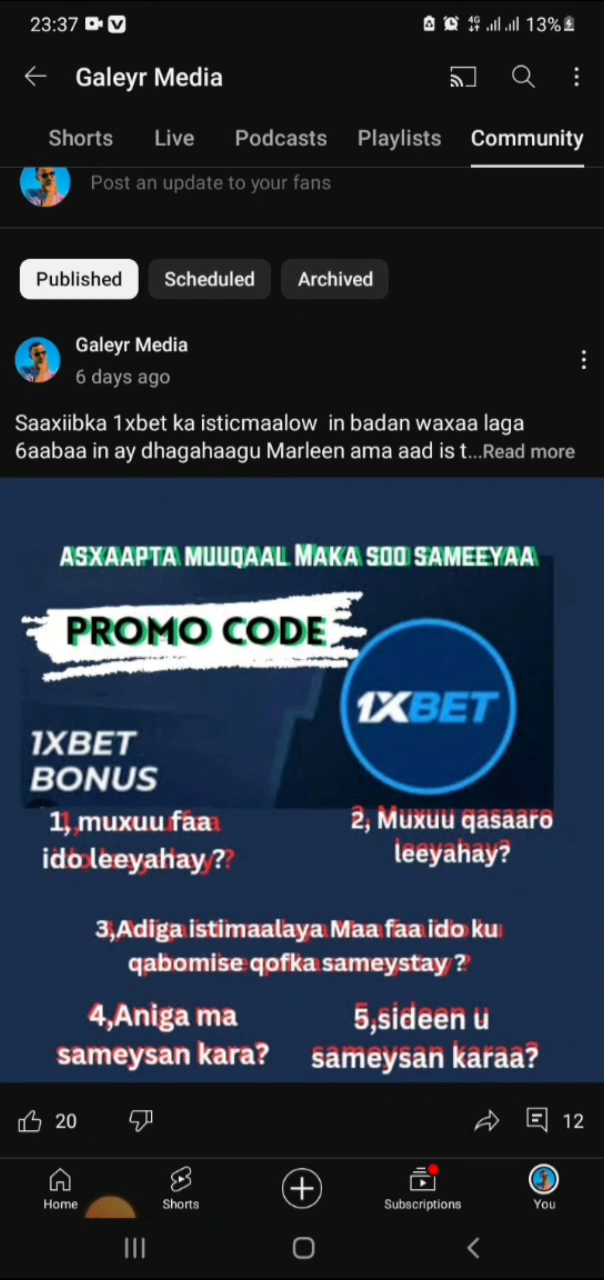 23:37
4G
13%
Galeyr Media
Shorts Live Podcasts Playlists Community
Post an update to your fans
Published Scheduled Archived
Galeyr Media
6 days ago
Saaxiibka 1xbet ka isticmaalow in badan waxaa laga
6aabaa in ay dhagahaagu Marleen ama aad is t...Read more
ASXAAPTA MUUQAAL MAKA SOO SAMEEYAA
PROMO CODE
1XBET
1XBET
BONUS
1, muxuu faa
ido leeyahay ?
2, Muxuu qasaaro
leeyahay?
3,Adiga istimaalaya Maa faa ido ku
qabomise qofka sameystay ?
4,Aniga ma
sameysan kara?
5,sideen u
sameysan karaa?
20
12
Home Shorts Subscriptions You